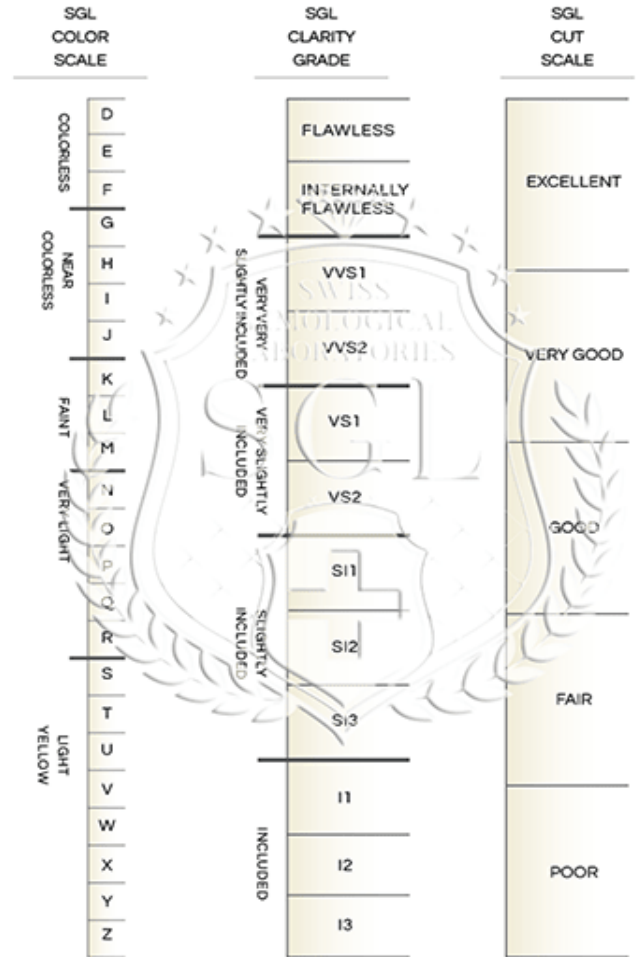 SGL
COLOR
SCALE
D
E
F
G
H
I
J
K
L
M
N
O
P
Q
R
S
T
U
V
W
X
Y
Z
COLORLESS
NEAR
COLORLESS
FAINT
VERY LIGHT
LIGHT
YELLOW
SGL
CLARITY
GRADE
FLAWLESS
INTERNALLY
FLAWLESS
VVS1
VVS2
VS1
VS2
SI1
SI2
SI3
I1
I2
I3
VERY VERY
SLIGHTLY INCLUDED
VERY SLIGHTLY
INCLUDED
SLIGHTLY
INCLUDED
INCLUDED
SGL
CUT
SCALE
EXCELLENT
VERY GOOD
GOOD
FAIR
POOR
SWISS
GEMOLOGICAL
LABORATORIES
SGL